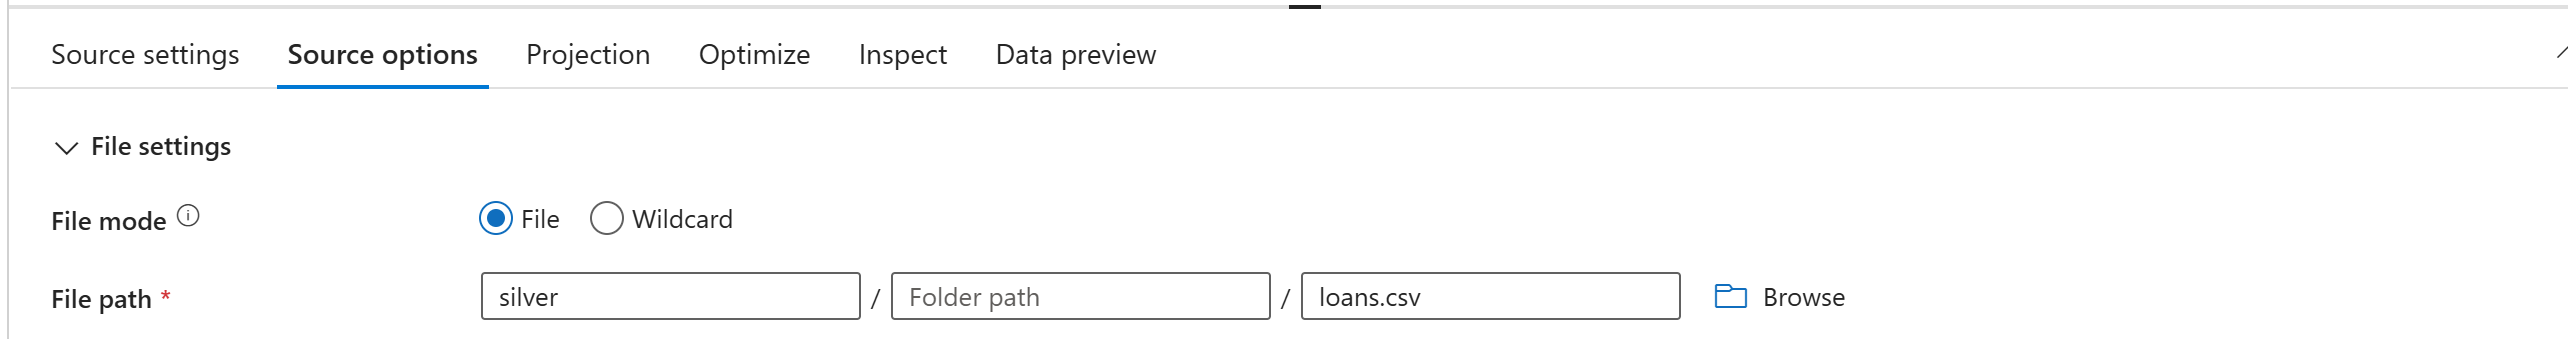 Source settings Source options Projection Optimize Inspect Data preview
File settings
File mode File Wildcard
File path * silver / Folder path / loans.csv Browse